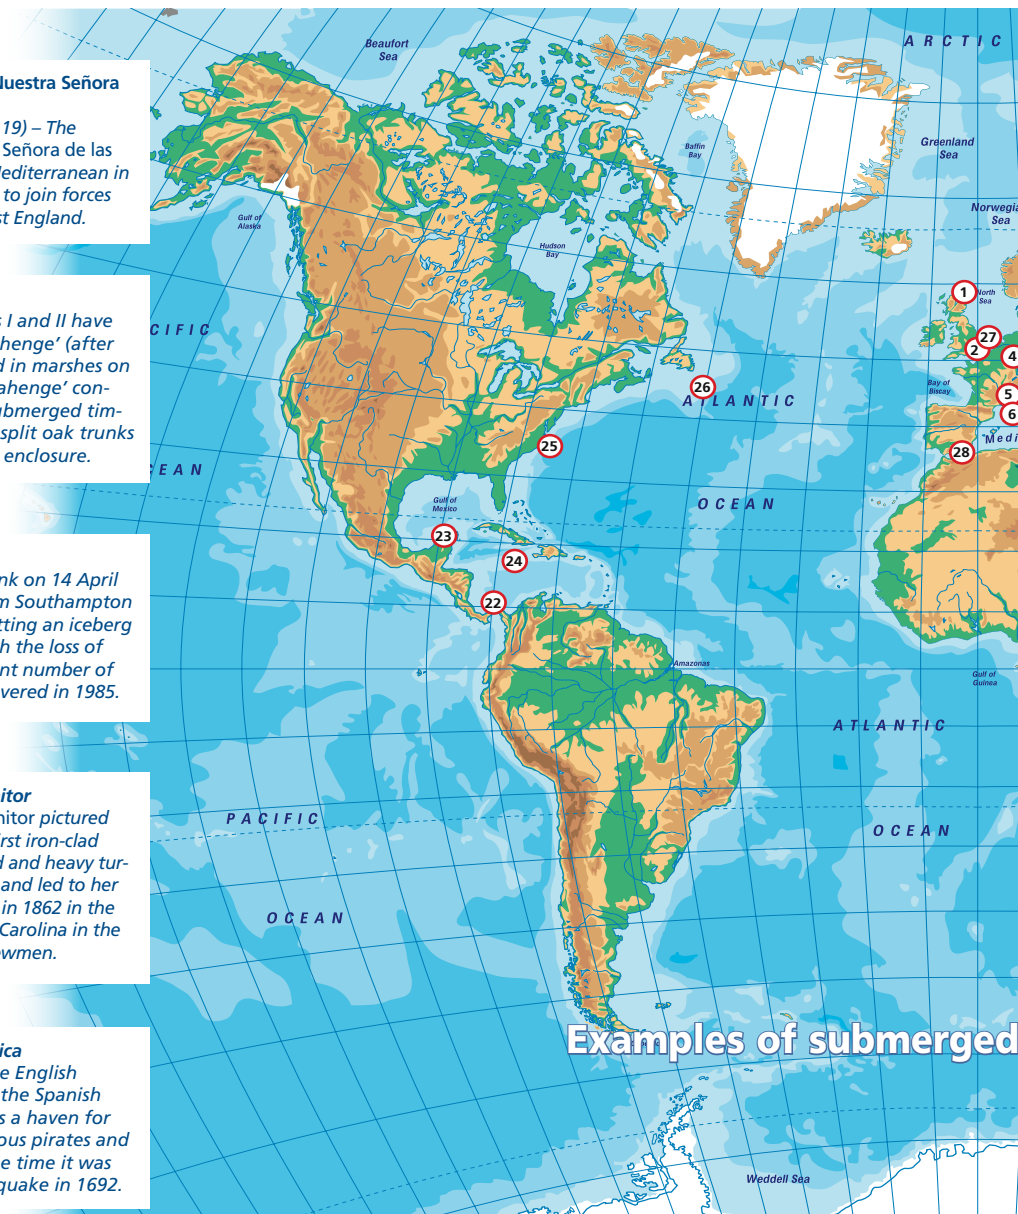 Nuestra Señora
19) – The
Señora de las
Mediterranean in
to join forces
st England.
s I and II have
henge’ (after
d in marshes on
ahenge’ con-
ubmerged tim-
split oak trunks
enclosure.
nk on 14 April
m Southampton
tting an iceberg
h the loss of
nt number of
vered in 1985.
itor
nitor pictured
irst iron-clad
d and heavy tur-
and led to her
in 1862 in the
Carolina in the
ewmen.
ica
e English
the Spanish
s a haven for
ous pirates and
e time it was
quake in 1692.
Beaufort
Sea
ARCTIC
Baffin
Bay
Greenland
Sea
Norwegia
Sea
Gulf of
Alaska
Hudson
Bay
1
North
Sea
CIFIC
27
2
4
Bay of
Biscay
5
6
26
ATLANTIC
Medi
25
28
EAN
Gulf of
Mexico
OCEAN
23
24
22
Amazonas
Gulf of
Guinea
ATLANTIC
PACIFIC
OCEAN
OCEAN
Examples of submerged
Weddell Sea